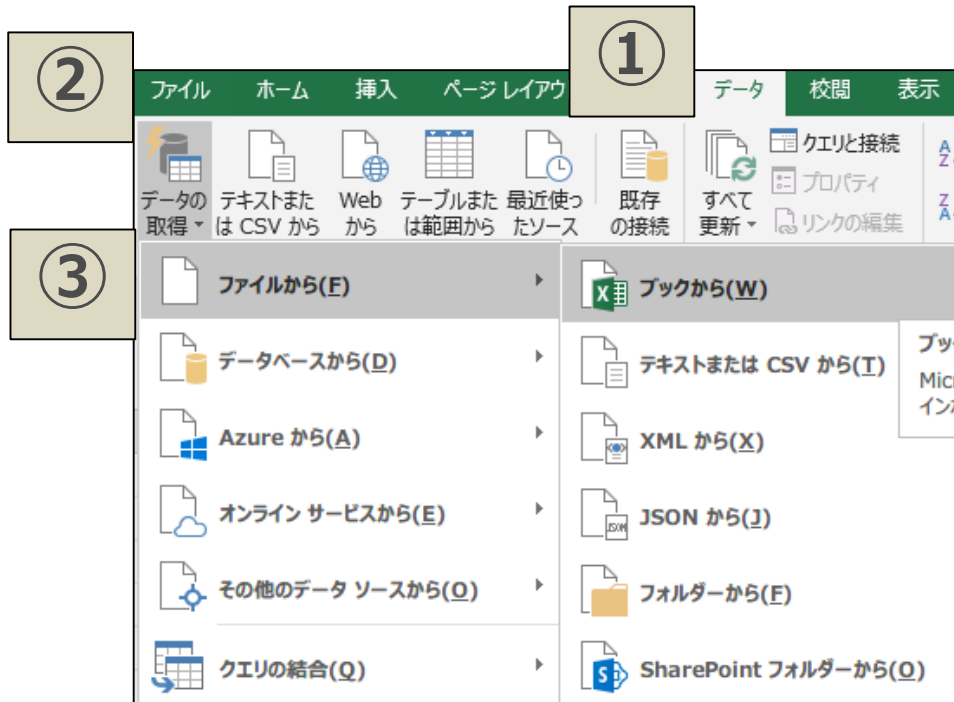 ①
②
ファイル ホーム 挿入 ページ レイアウ データ 校閲 表示
データの
取得
テキストまた
は CSV から
Web
から
テーブルまた
は範囲から
最近使っ
たソース
既存
の接続
すべて
更新
クエリと接続
プロパティ
リンクの編集
A
Z
Z
A
③
ファイルから(F)
データベースから(D)
Azure から(A)
オンライン サービスから(E)
その他のデータ ソースから(O)
クエリの結合(Q)
ブックから(W)
テキストまたは CSV から(T)
XML から(X)
JSON から(J)
JSON
フォルダーから(F)
SharePoint フォルダーから(O)
ブッ
Mic
イン